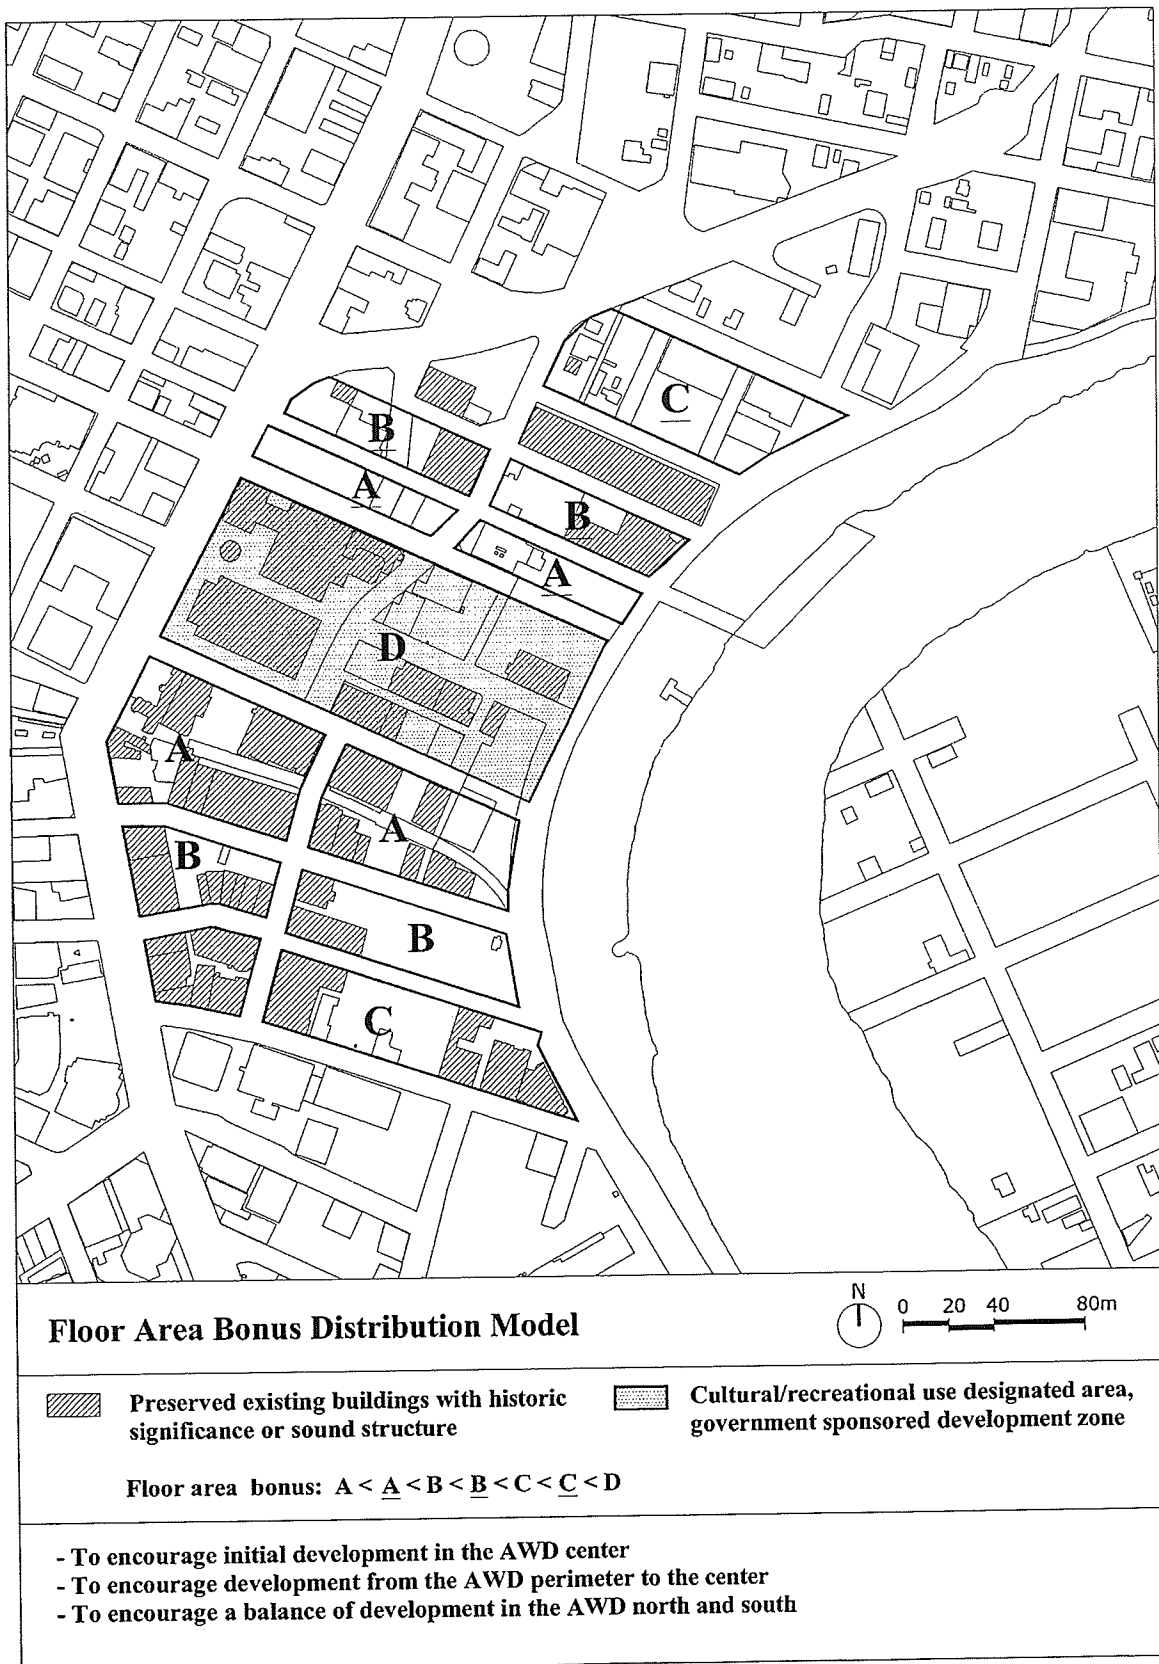 C
B
A
B
A
D
A
A
B
B
C
Floor Area Bonus Distribution Model
N
0 20 40 80m
Preserved existing buildings with historic
significance or sound structure
Cultural/recreational use designated area,
government sponsored development zone
Floor area bonus: A < A < B < B < C < C < D
- To encourage initial development in the AWD center
- To encourage development from the AWD perimeter to the center
- To encourage a balance of development in the AWD north and south